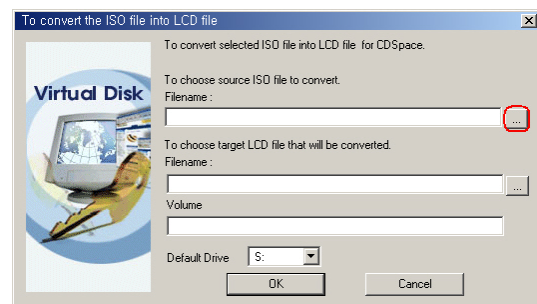 To convert the ISO file into LCD file
To convert selected ISO file into LCD file for CDSpace.
Virtual Disk
To choose source ISO file to convert.
Filename :
...
To choose target LCD file that will be converted.
Filename :
...
Volume
Default Drive S:
OK Cancel